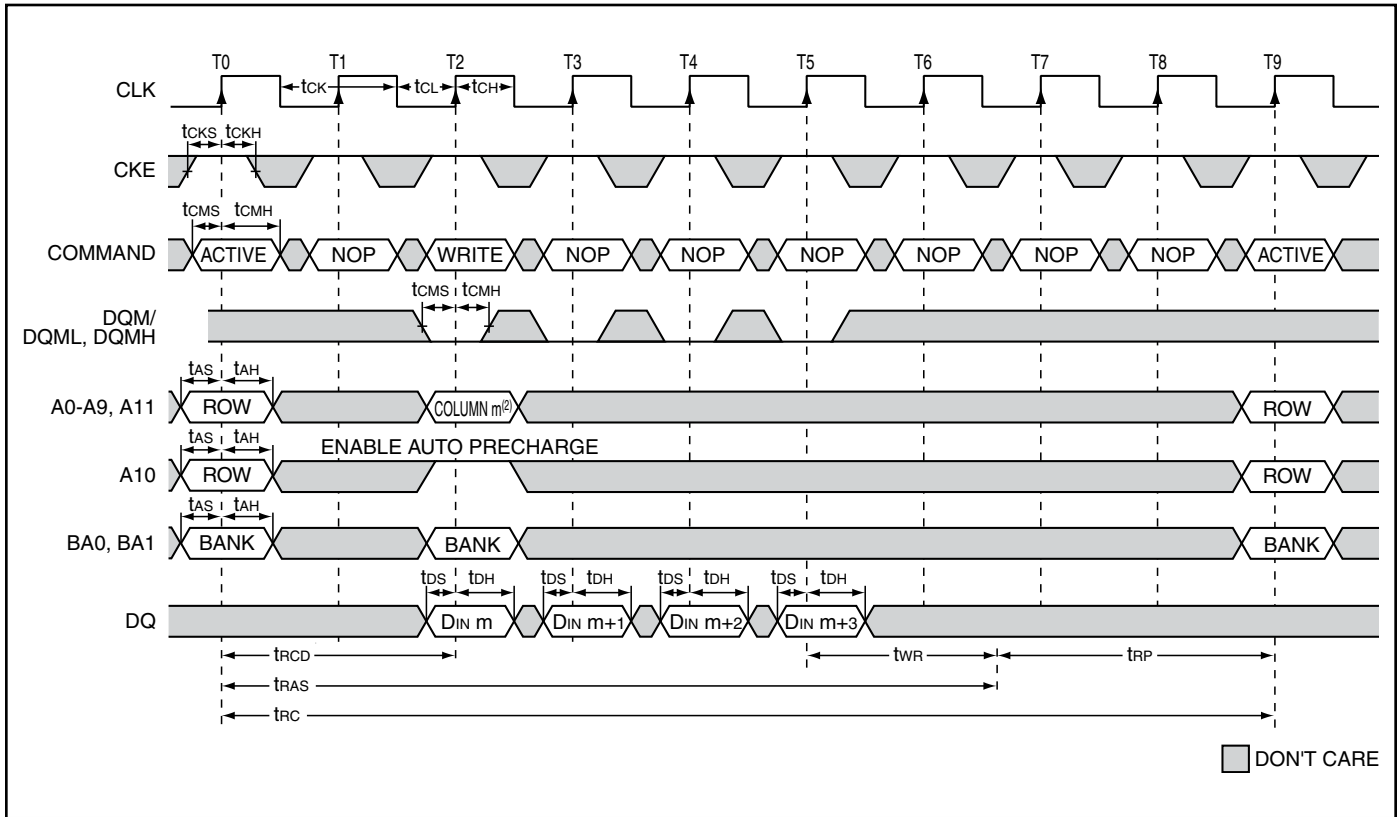 T0 T1 T2 T3 T4 T5 T6 T7 T8 T9
CLK tCK tCL tCH
tCKS tCKH
CKE
tCMS tCMH
COMMAND ACTIVE NOP WRITE NOP NOP NOP NOP NOP NOP ACTIVE
tCMS tCMH
DQM/
DQML, DQMH
tAS tAH
A0-A9, A11 ROW COLUMN m(2) ROW
tAS tAH ENABLE AUTO PRECHARGE
A10 ROW ROW
tAS tAH
BA0, BA1 BANK BANK BANK
tDS tDH tDS tDH tDS tDH tDS tDH
DQ DIN m DIN m+1 DIN m+2 DIN m+3
tRCD tWR tRP
tRAS
tRC
DON'T CARE